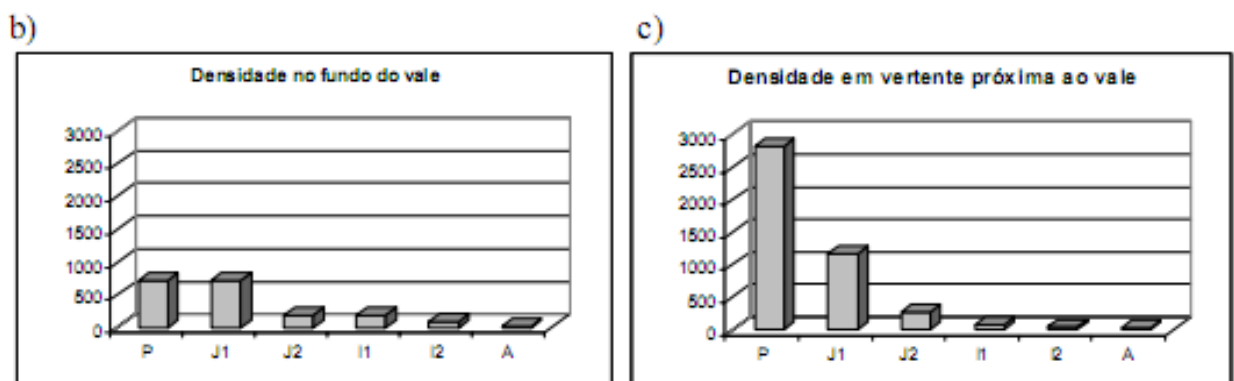 b)
Densidade no fundo do vale
3000
2500
2000
1500
1000
500
0
P J1 J2 I1 I2 A
c)
Densidade em vertente próxima ao vale
3000
2500
2000
1500
1000
500
0
P J1 J2 I1 I2 A